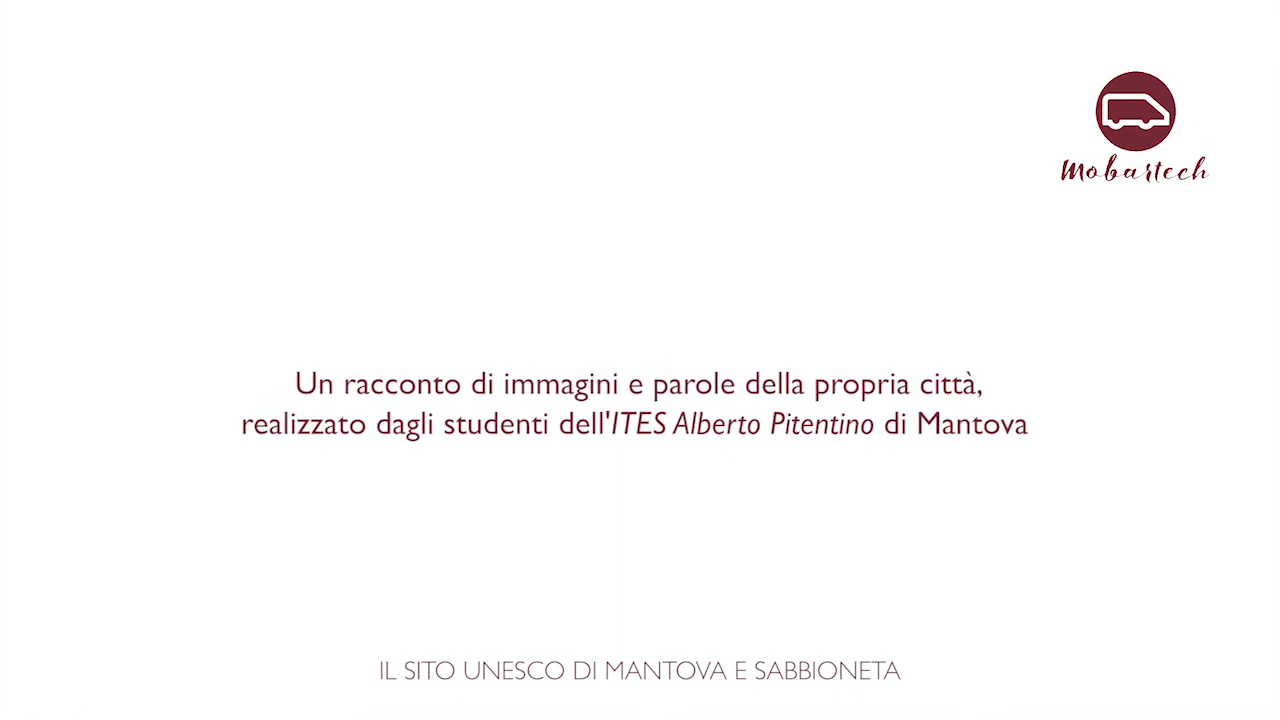 Mobartech
Un racconto di immagini e parole della propria città,
realizzato dagli studenti dell'ITES Alberto Pitentino di Mantova
IL SITO UNESCO DI MANTOVA E SABBIONETA